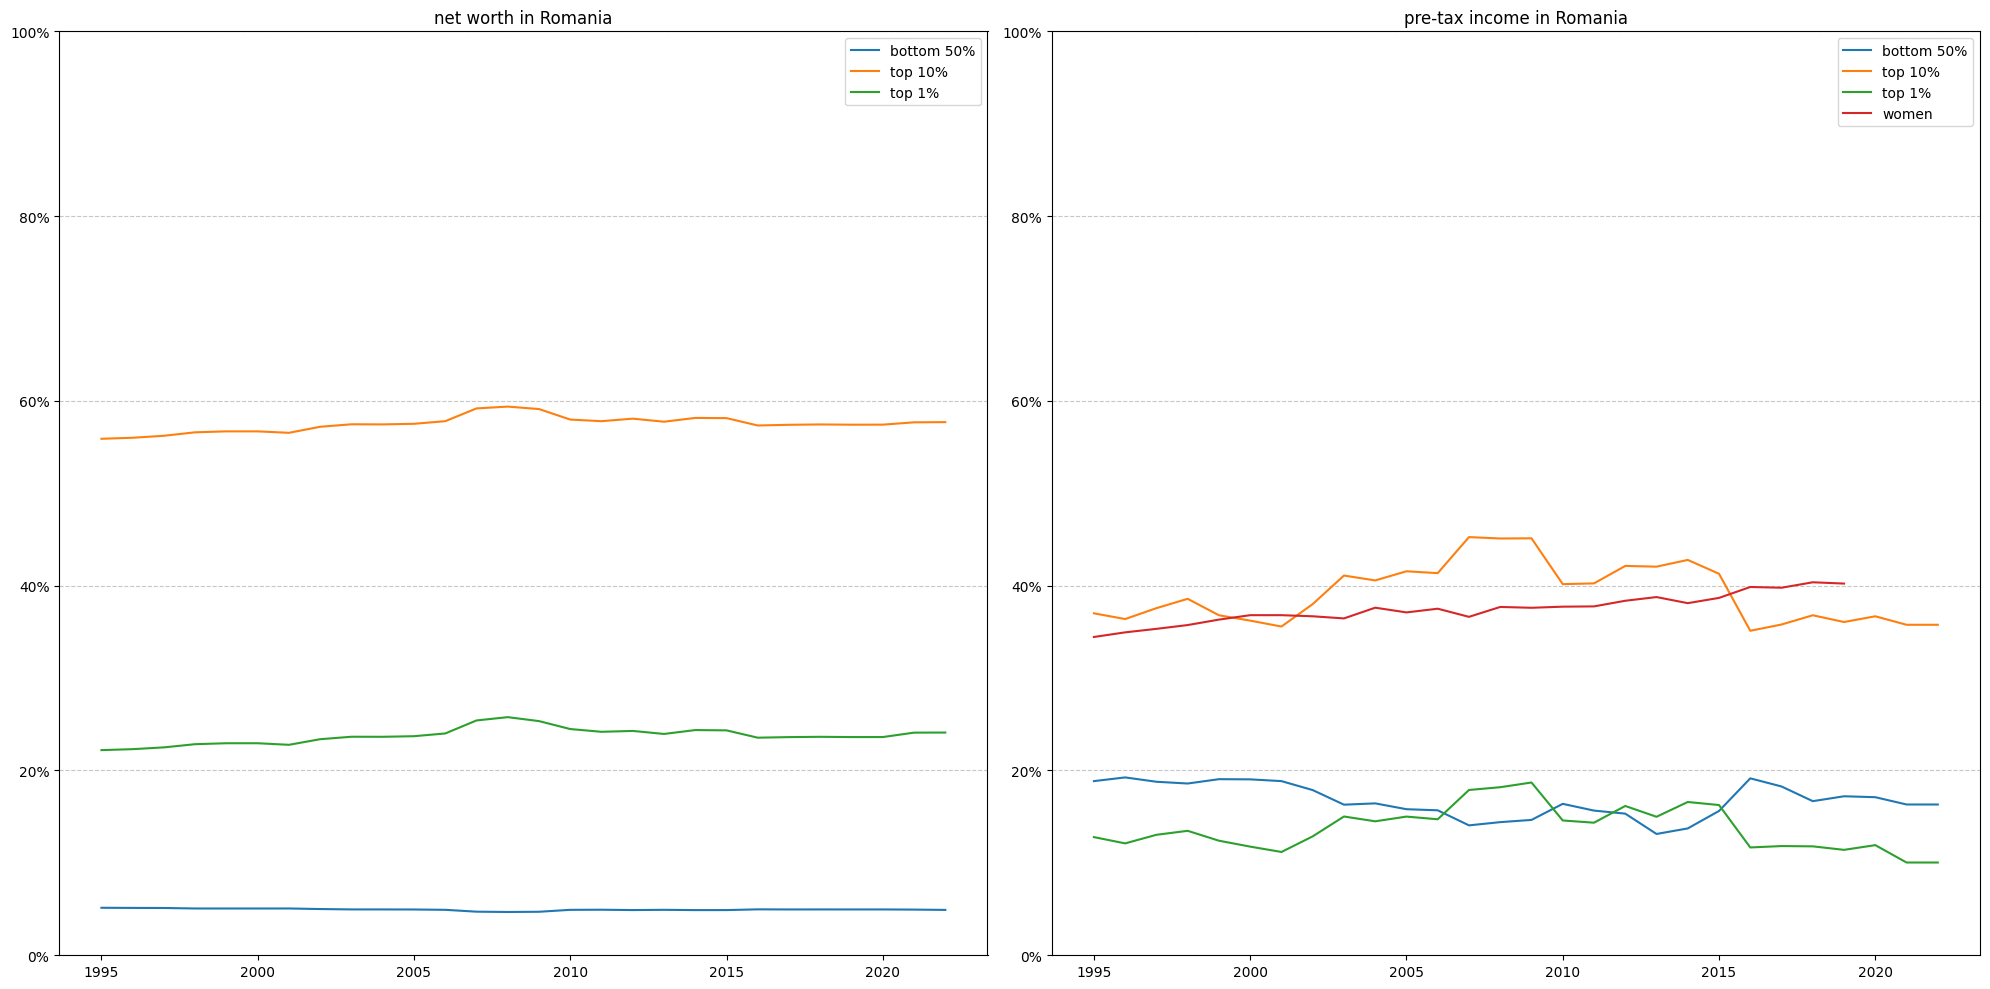 net worth in Romania
100%
80%
60%
40%
20%
0%
1995 2000 2005 2010 2015 2020
bottom 50%
top 10%
top 1%
pre-tax income in Romania
100%
80%
60%
40%
20%
0%
1995 2000 2005 2010 2015 2020
bottom 50%
top 10%
top 1%
women